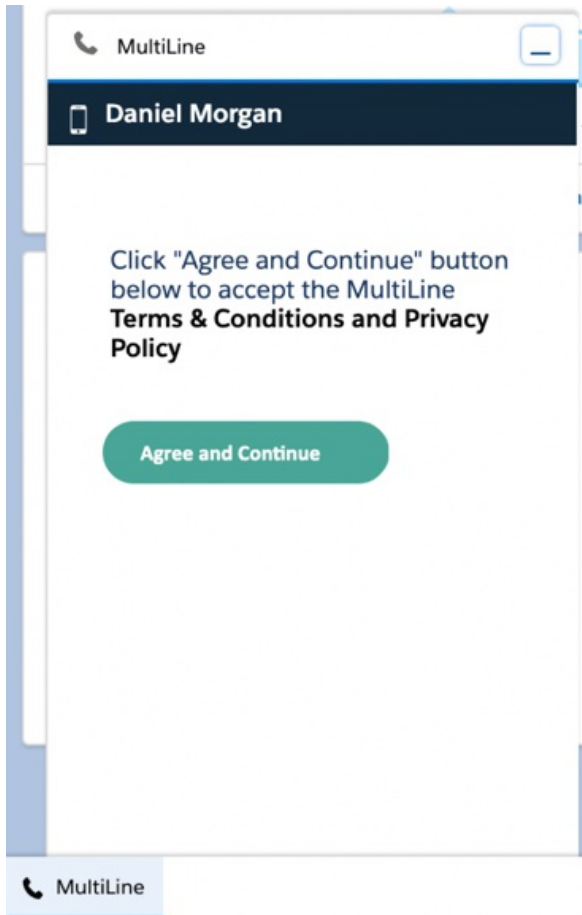 MultiLine
Daniel Morgan
Click "Agree and Continue" button
below to accept the MultiLine
Terms & Conditions and Privacy
Policy
Agree and Continue
MultiLine